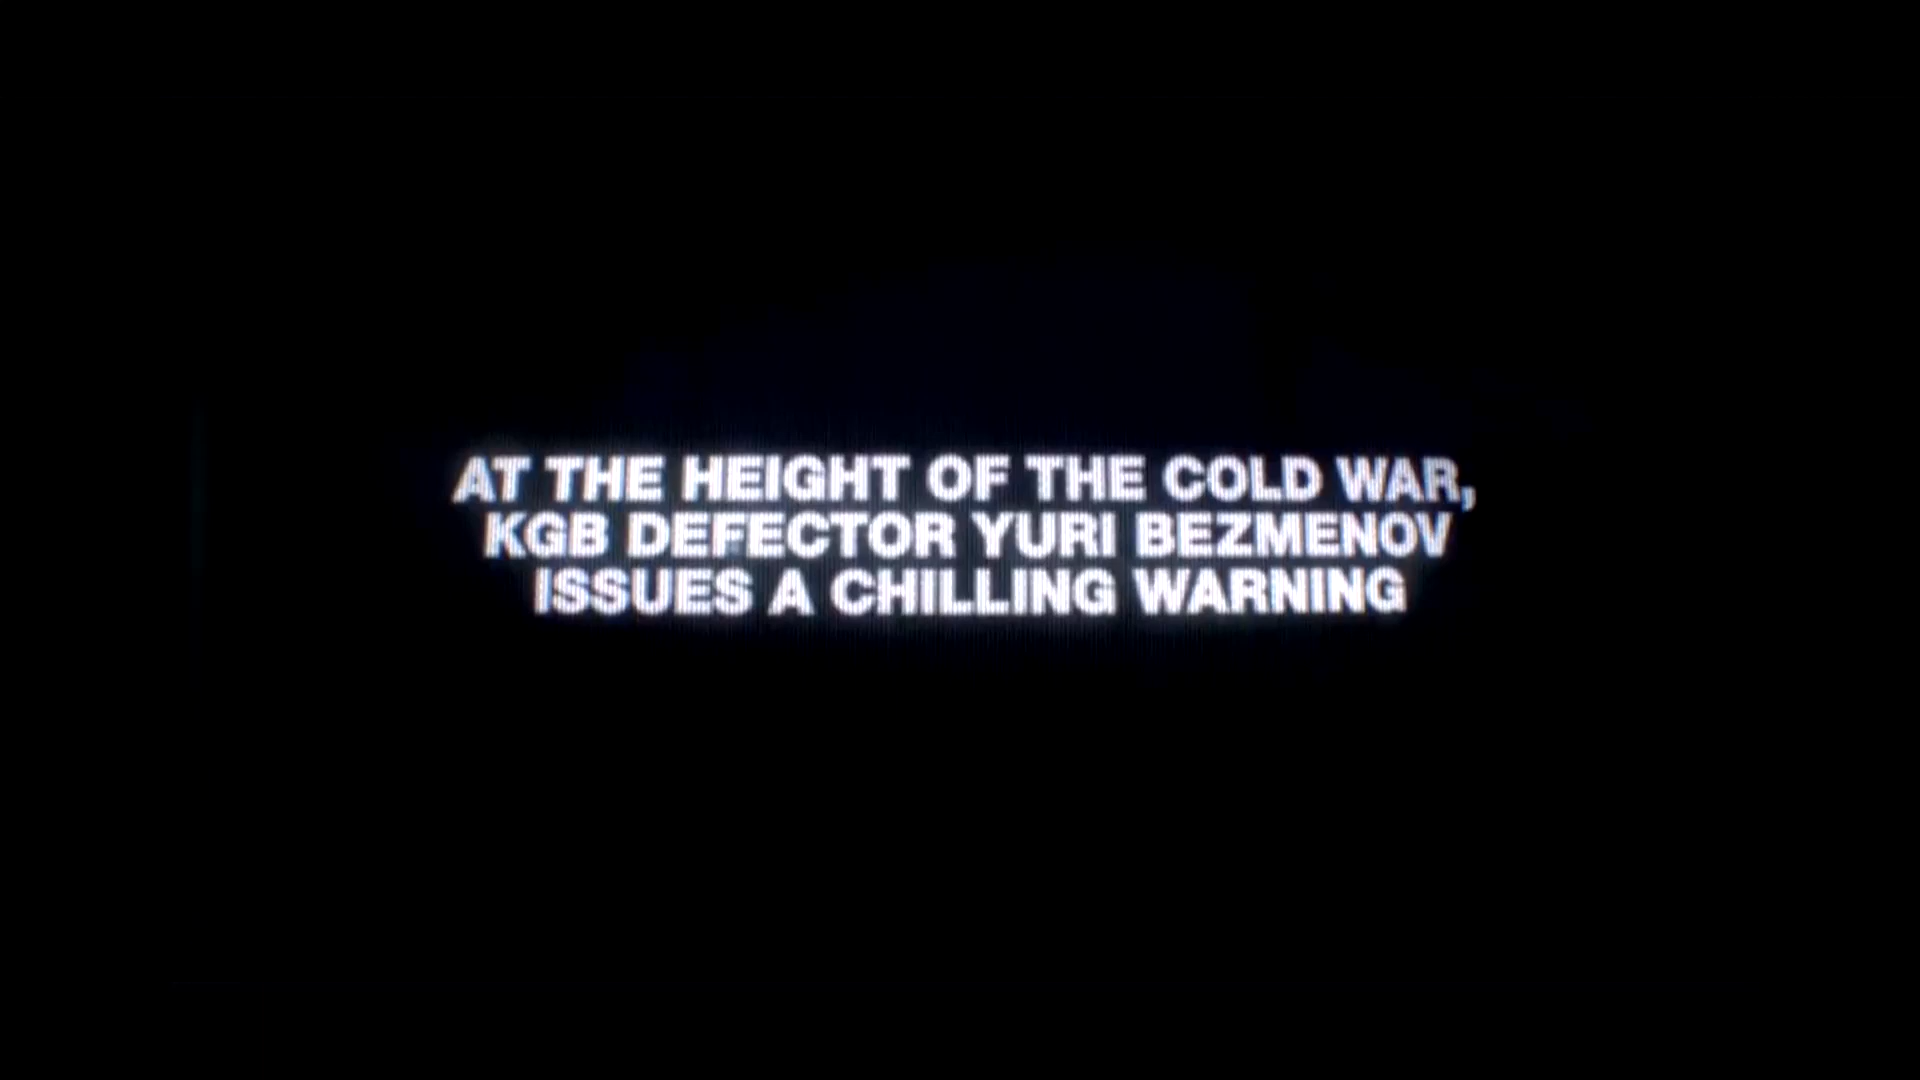 AT THE HEIGHT OF THE COLD WAR,
KGB DEFECTOR YURI BEZMENOV
ISSUES A CHILLING WARNING